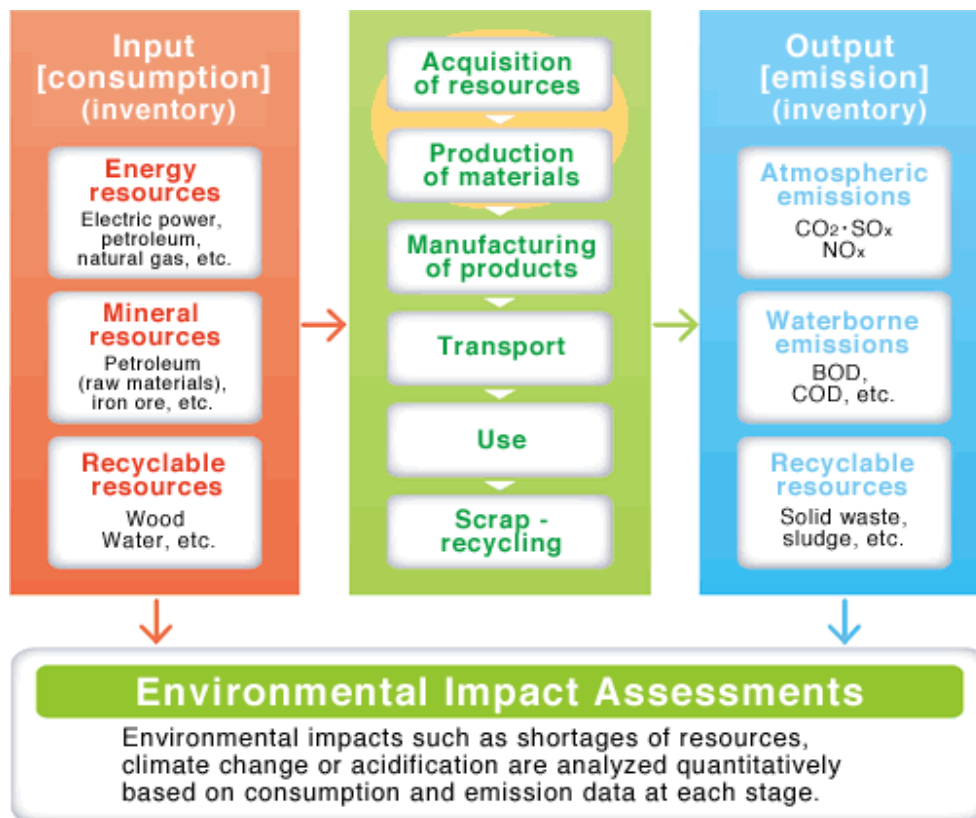 Input
[consumption]
(inventory)
Energy
resources
Electric power,
petroleum,
natural gas, etc.
Mineral
resources
Petroleum
(raw materials),
iron ore, etc.
Recyclable
resources
Wood
Water, etc.
Acquisition
of resources
Production
of materials
Manufacturing
of products
Transport
Use
Scrap -
recycling
Output
[emission]
(inventory)
Atmospheric
emissions
CO₂・SOx
NOx
Waterborne
emissions
BOD,
COD, etc.
Recyclable
resources
Solid waste,
sludge, etc.
Environmental Impact Assessments
Environmental impacts such as shortages of resources,
climate change or acidification are analyzed quantitatively
based on consumption and emission data at each stage.